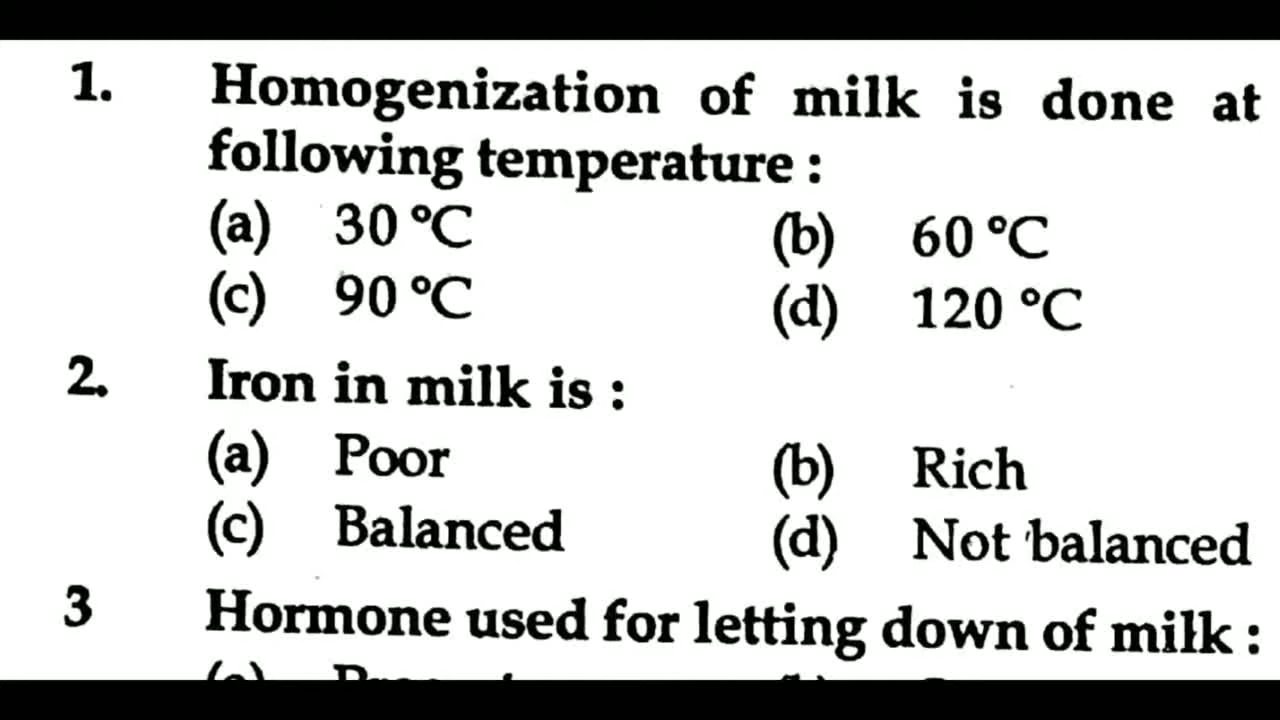 1. Homogenization of milk is done at
following temperature :
(a) 30 °C (b) 60 °C
(c) 90 °C (d) 120 °C
2. Iron in milk is :
(a) Poor (b) Rich
(c) Balanced (d) Not balanced
3 Hormone used for letting down of milk :